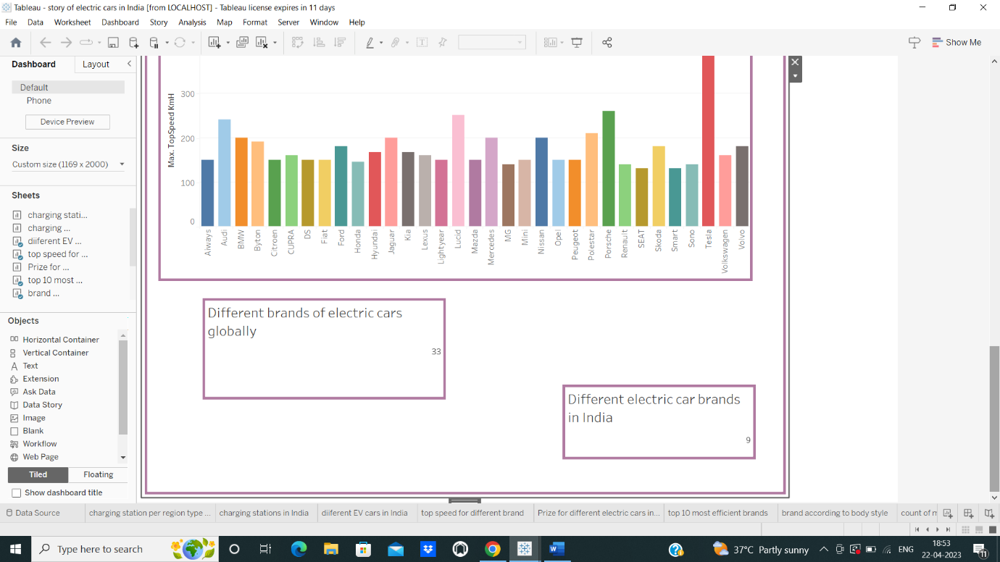 Tableau - story of electric cars in India [from LOCALHOST] - Tableau license expires in 11 days
File Data Worksheet Dashboard Story Analysis Map Format Server Window Help
Show Me
Dashboard Layout
Default
Phone
Device Preview
Size
Custom size (1169 x 2000)
Sheets
charging stati...
charging ...
diiferent EV ...
top speed for ...
Prize for ...
top 10 most ...
brand ...
Objects
Horizontal Container
Vertical Container
Text
Extension
Ask Data
Data Story
Image
Blank
Workflow
Web Page
Tiled Floating
Show dashboard title
Max. TopSpeed KmH
300
200
100
0
Aiways
Audi
BMW
Byton
Citroen
CUPRA
DS
Fiat
Ford
Honda
Hyundai
Jaguar
Kia
Lexus
Lightyear
Lucid
Mazda
Mercedes
MG
Mini
Nissan
Opel
Peugeot
Polestar
Porsche
Renault
SEAT
Skoda
Smart
Sono
Tesla
Volkswagen
Volvo
Different brands of electric cars
globally
33
Different electric car brands
in India
9
Data Source charging station per region type ... charging stations in India diiferent EV cars in India top speed for different brand Prize for different electric cars in... top 10 most efficient brands brand according to body style count of m
Type here to search
37°C Partly sunny
ENG
18:53
22-04-2023
11